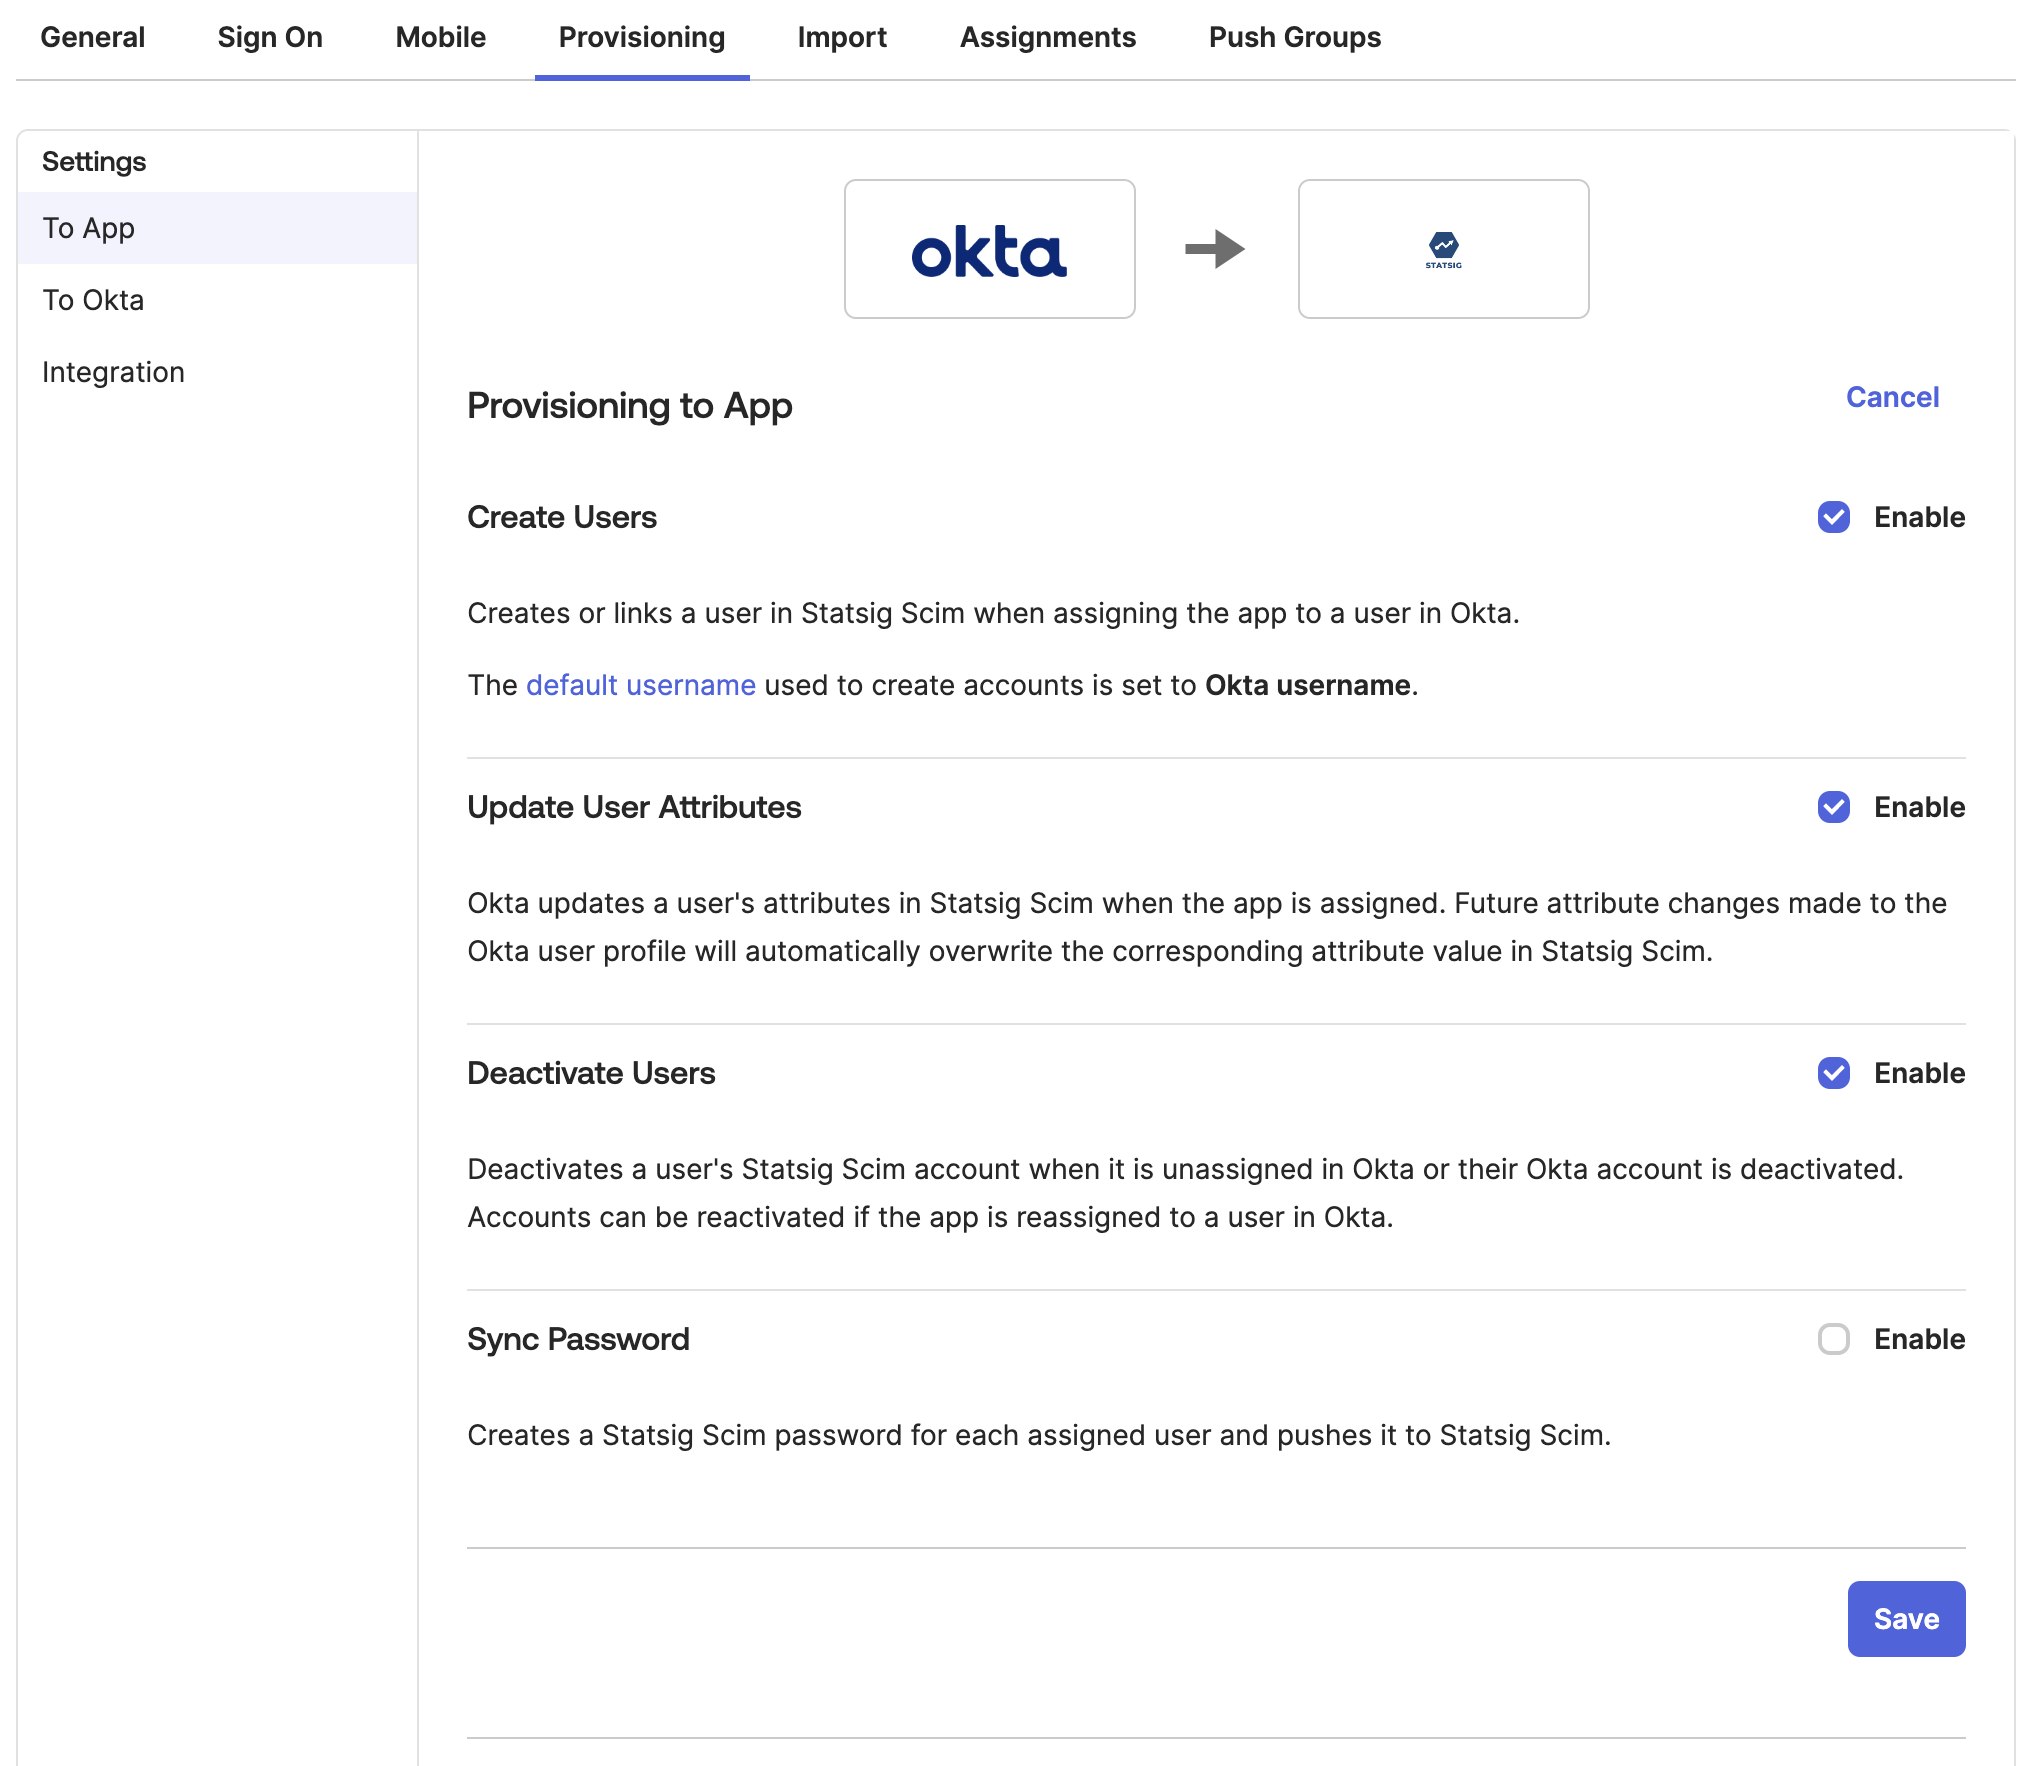 General Sign On Mobile Provisioning Import Assignments Push Groups
Settings
To App
To Okta
Integration
okta
STATSIG
Provisioning to App
Cancel
Create Users
Enable
Creates or links a user in Statsig Scim when assigning the app to a user in Okta.
The default username used to create accounts is set to Okta username.
Update User Attributes
Enable
Okta updates a user's attributes in Statsig Scim when the app is assigned. Future attribute changes made to the
Okta user profile will automatically overwrite the corresponding attribute value in Statsig Scim.
Deactivate Users
Enable
Deactivates a user's Statsig Scim account when it is unassigned in Okta or their Okta account is deactivated.
Accounts can be reactivated if the app is reassigned to a user in Okta.
Sync Password
Enable
Creates a Statsig Scim password for each assigned user and pushes it to Statsig Scim.
Save